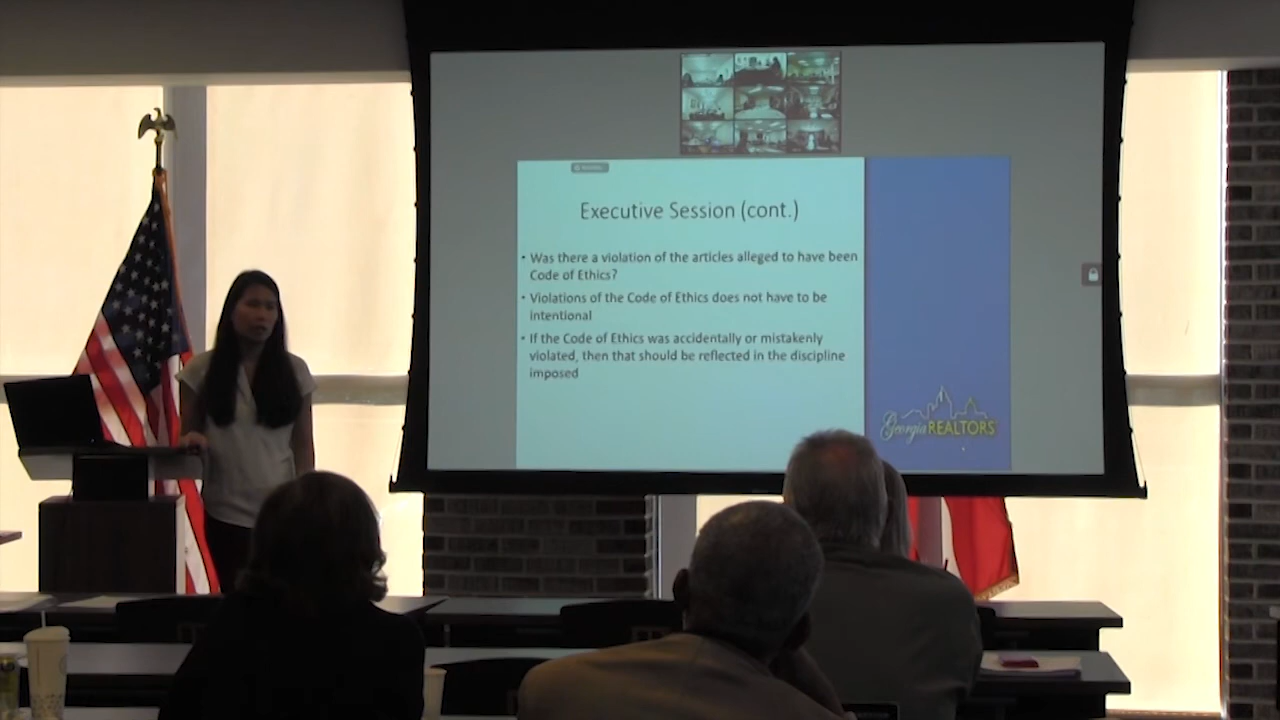 Executive Session (cont.)
• Was there a violation of the articles alleged to have been
Code of Ethics?
• Violations of the Code of Ethics does not have to be
intentional
• If the Code of Ethics was accidentally or mistakenly
violated, then that should be reflected in the discipline
imposed
Georgia REALTORS